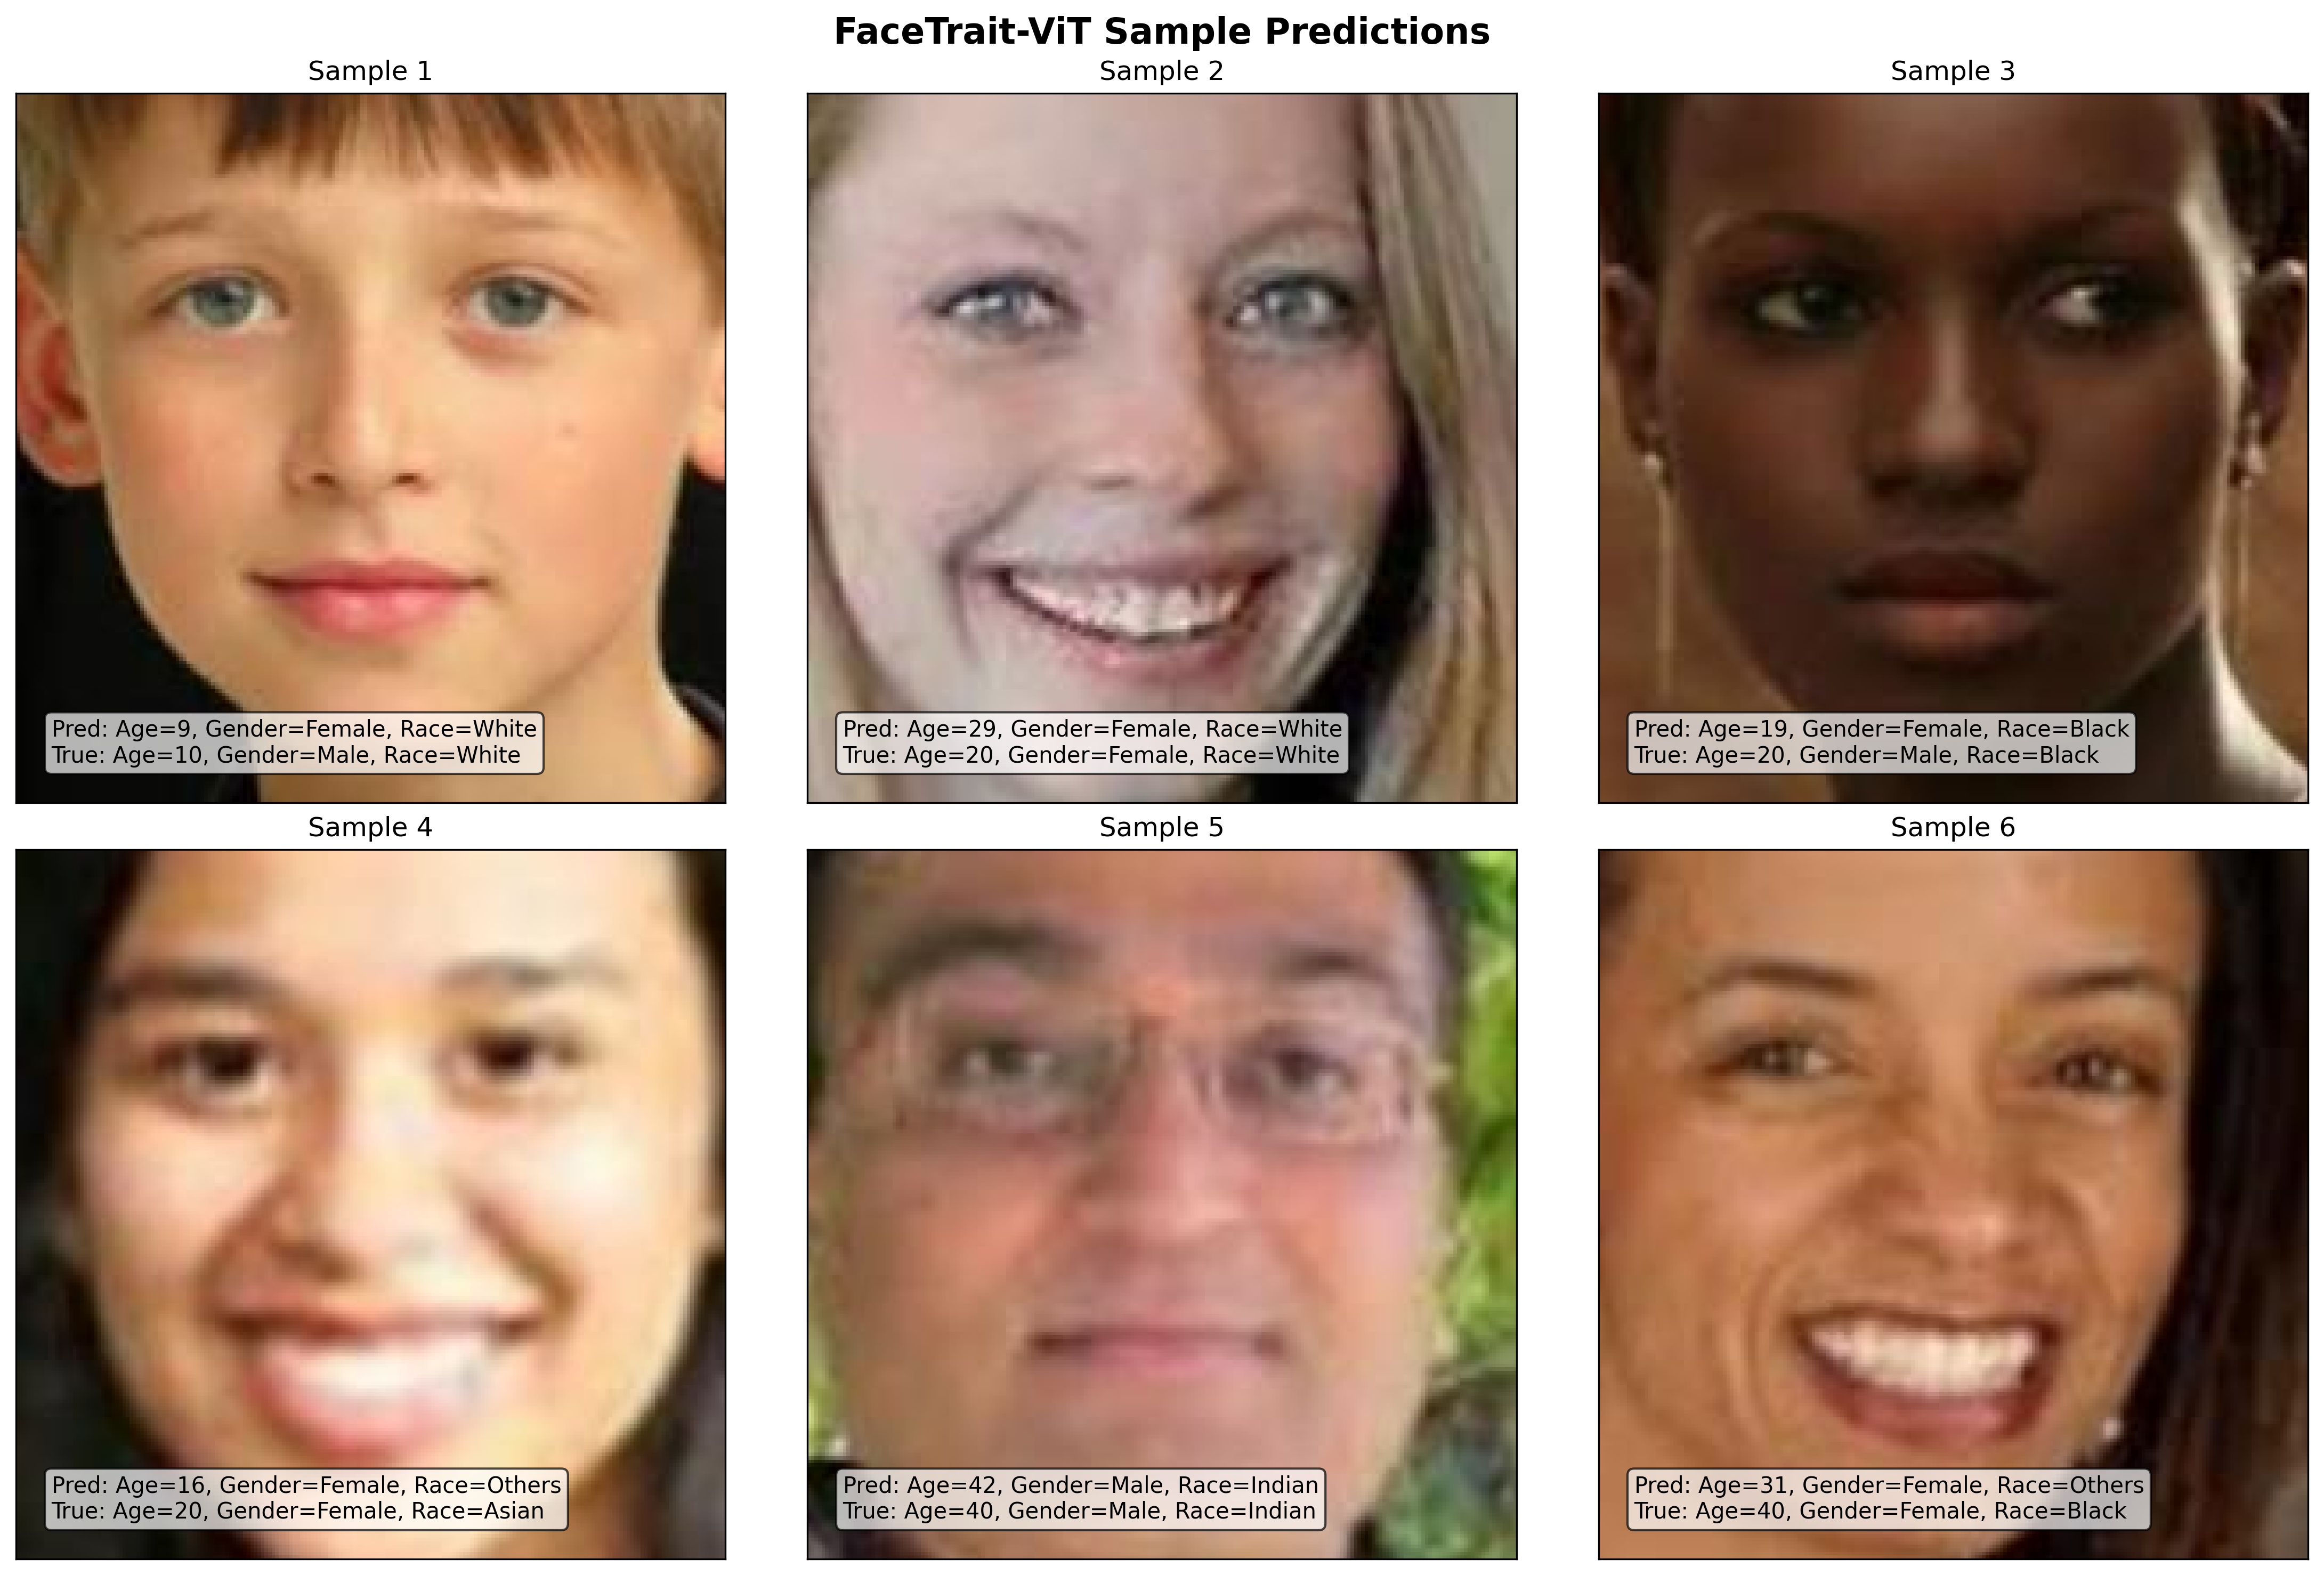 FaceTrait-ViT Sample Predictions
Sample 1
Sample 2
Sample 3
Pred: Age=9, Gender=Female, Race=White
True: Age=10, Gender=Male, Race=White
Pred: Age=29, Gender=Female, Race=White
True: Age=20, Gender=Female, Race=White
Pred: Age=19, Gender=Female, Race=Black
True: Age=20, Gender=Male, Race=Black
Sample 4
Sample 5
Sample 6
Pred: Age=16, Gender=Female, Race=Others
True: Age=20, Gender=Female, Race=Asian
Pred: Age=42, Gender=Male, Race=Indian
True: Age=40, Gender=Male, Race=Indian
Pred: Age=31, Gender=Female, Race=Others
True: Age=40, Gender=Female, Race=Black